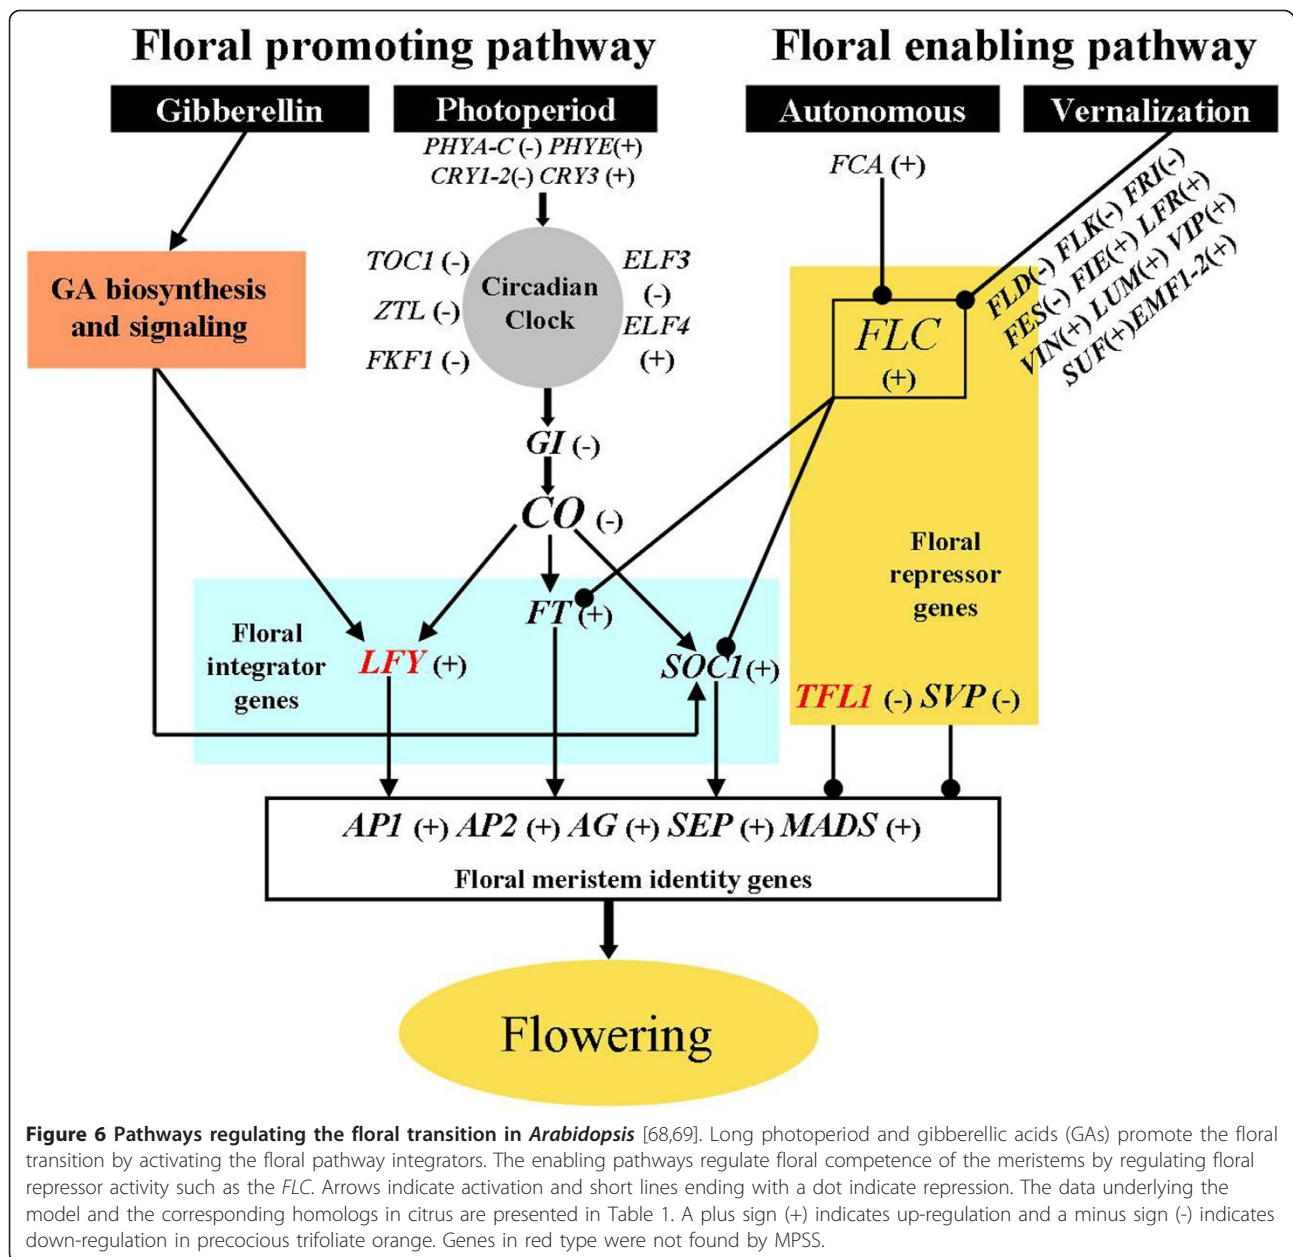 Floral promoting pathway
Floral enabling pathway
Gibberellin
Photoperiod
Autonomous
Vernalization
PHYA-C (-) PHYE(+)
CRY1-2(-) CRY3 (+)
FCA (+)
FLD(-) FLK(-) FRI(-)
FES(-) FIE(+) LFR(+)
VIN(+) LUM(+) VIP(+)
SUF(+)EMF1-2(+)
GA biosynthesis
and signaling
TOC1 (-)
ZTL (-)
FKF1 (-)
Circadian
Clock
ELF3
(-)
ELF4
(+)
FLC
(+)
GI (-)
CO (-)
Floral
repressor
genes
Floral
integrator
genes
LFY (+)
FT (+)
SOC1(+)
TFL1 (-) SVP (-)
AP1 (+) AP2 (+) AG (+) SEP (+) MADS (+)
Floral meristem identity genes
Flowering
Figure 6 Pathways regulating the floral transition in Arabidopsis [68,69]. Long photoperiod and gibberellic acids (GAs) promote the floral
transition by activating the floral pathway integrators. The enabling pathways regulate floral competence of the meristems by regulating floral
repressor activity such as the FLC. Arrows indicate activation and short lines ending with a dot indicate repression. The data underlying the
model and the corresponding homologs in citrus are presented in Table 1. A plus sign (+) indicates up-regulation and a minus sign (-) indicates
down-regulation in precocious trifoliate orange. Genes in red type were not found by MPSS.